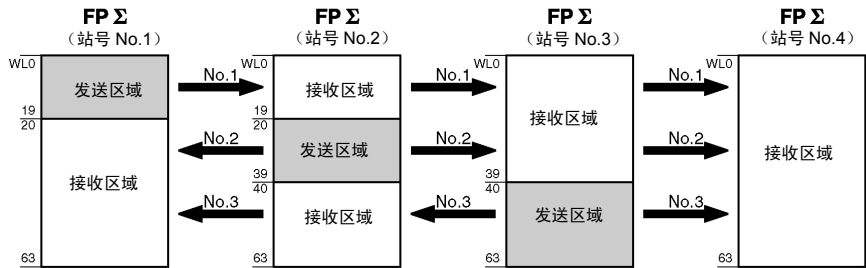 FPΣ FPΣ FPΣ FPΣ
（站号 No.1） （站号 No.2） （站号 No.3） （站号 No.4）
WL0 WL0 WL0 WL0
发送区域 No.1 接收区域 No.1 接收区域 No.1 接收区域
19 19
20 20
接收区域 No.2 发送区域 No.2 No.2
39 39
40 40
No.3 接收区域 No.3 发送区域 No.3
63 63 63 63